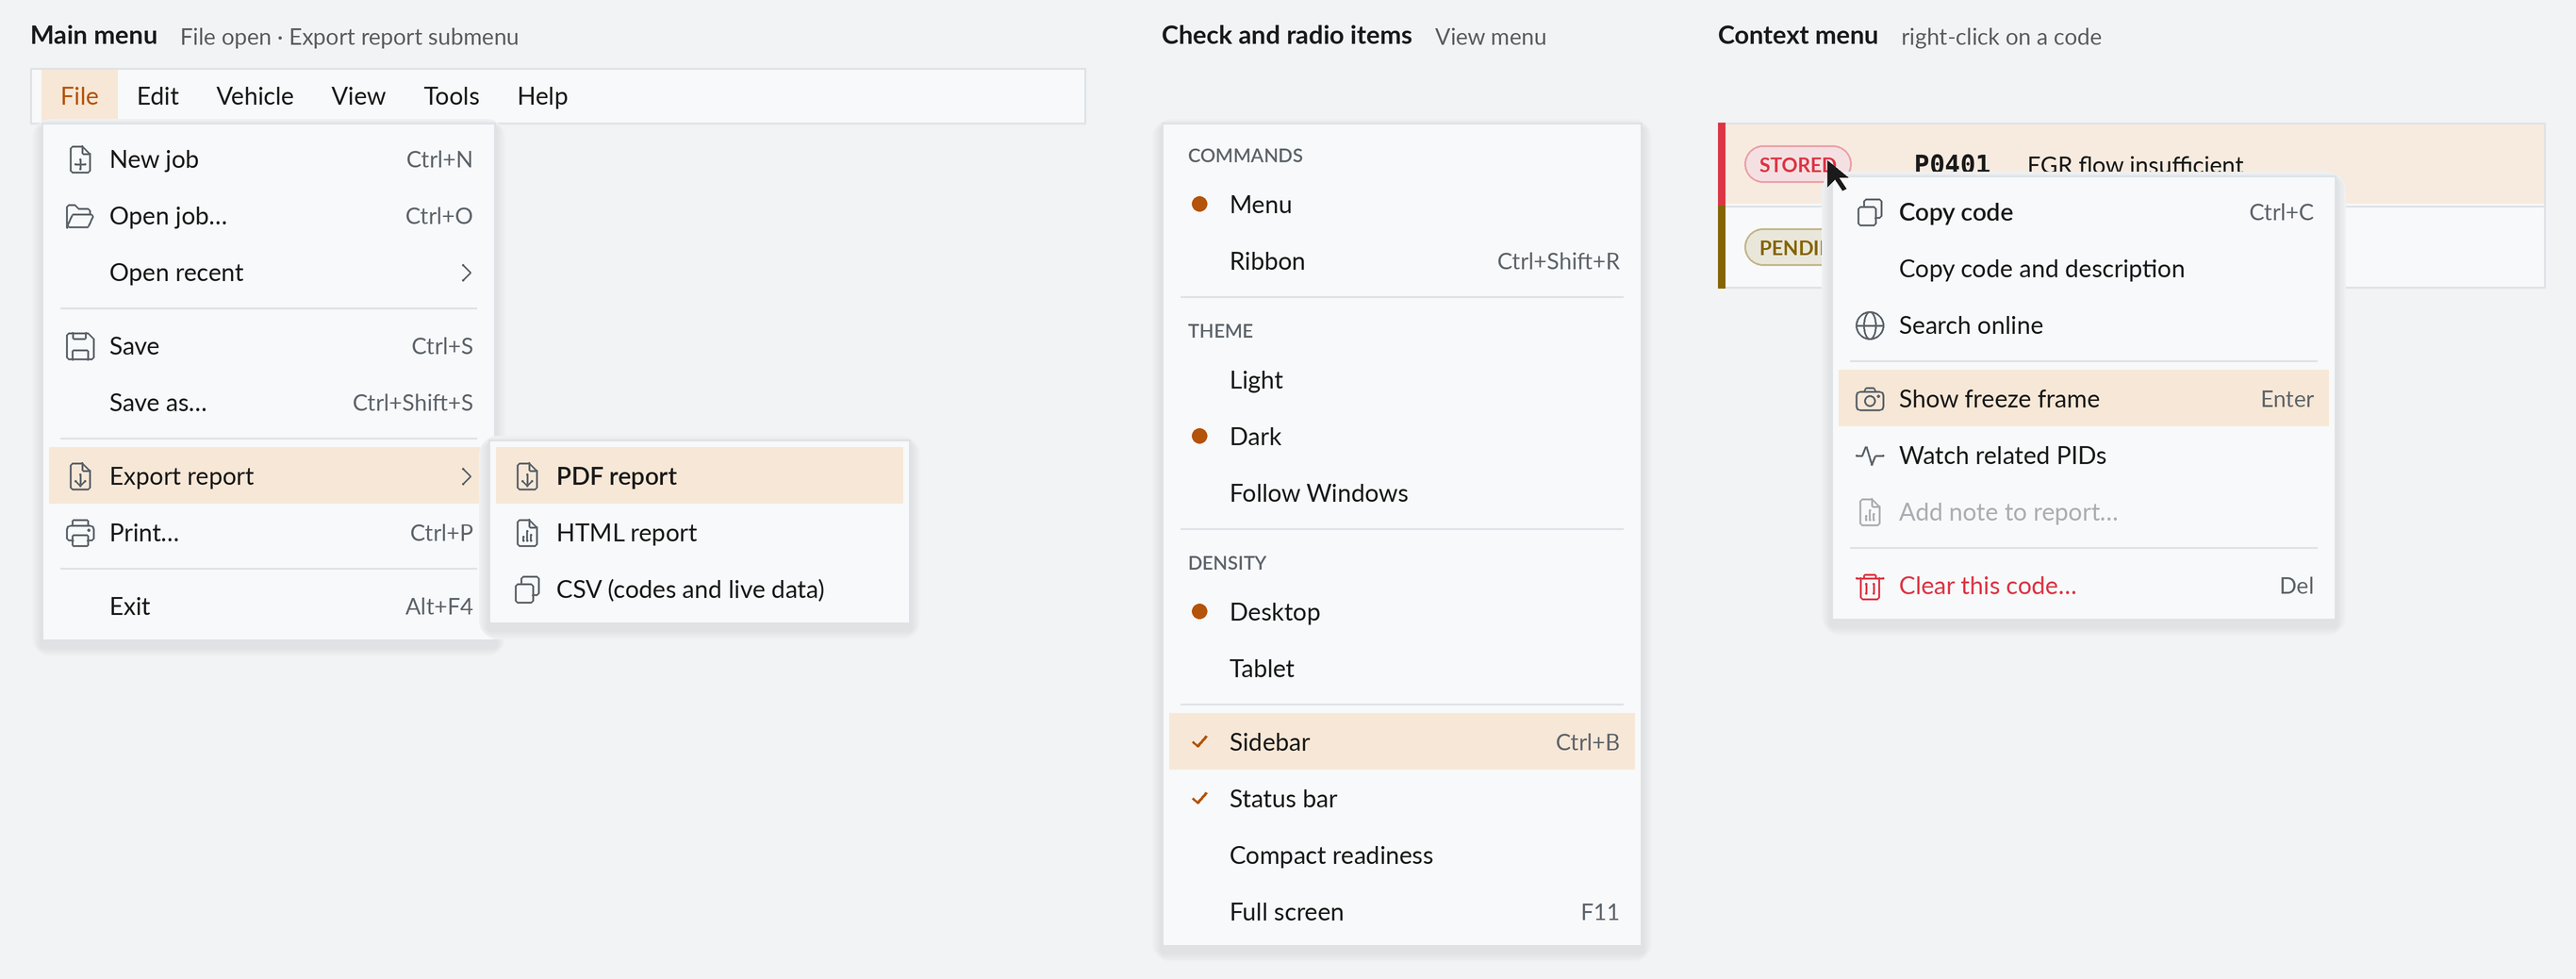 Main menu File open · Export report submenu
File Edit Vehicle View Tools Help
New job Ctrl+N
Open job... Ctrl+O
Open recent
Save Ctrl+S
Save as... Ctrl+Shift+S
Export report
Print... Ctrl+P
Exit Alt+F4
PDF report
HTML report
CSV (codes and live data)
Check and radio items View menu
COMMANDS
Menu
Ribbon Ctrl+Shift+R
THEME
Light
Dark
Follow Windows
DENSITY
Desktop
Tablet
Sidebar Ctrl+B
Status bar
Compact readiness
Full screen F11
Context menu right-click on a code
STORED P0401 EGR flow insufficient
Copy code Ctrl+C
Copy code and description
Search online
Show freeze frame Enter
Watch related PIDs
Add note to report...
Clear this code... Del